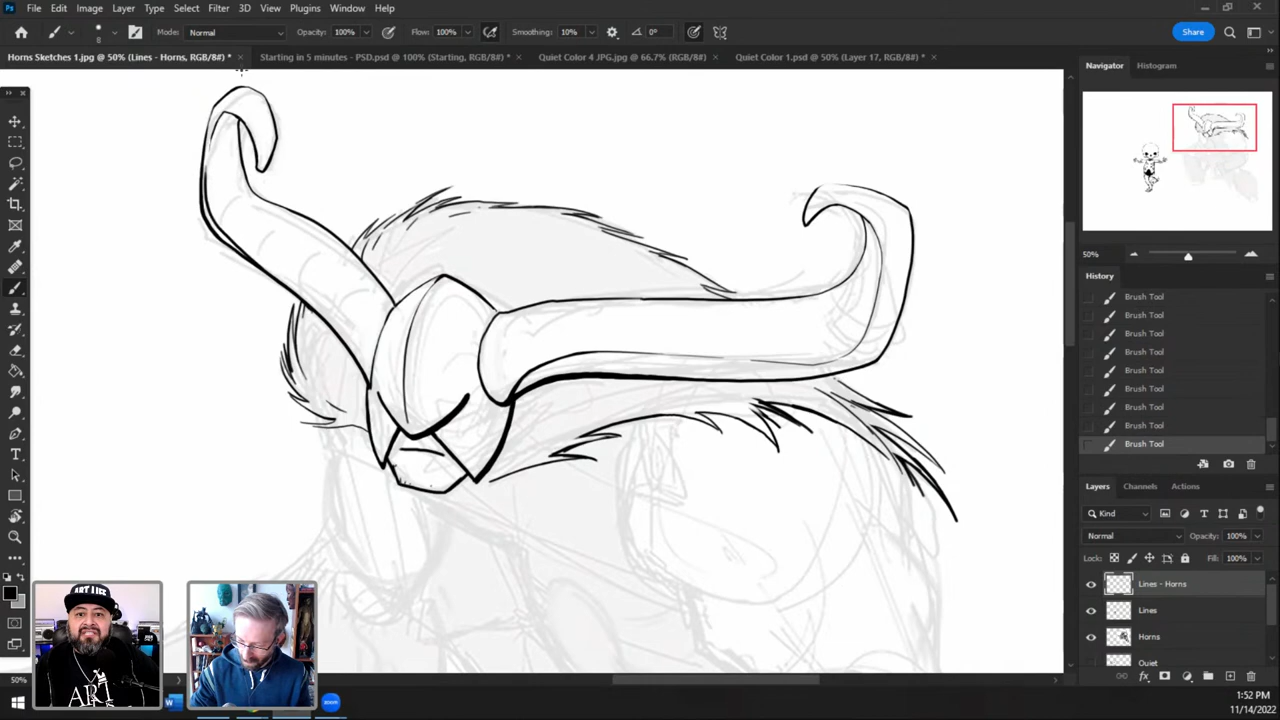 Ps File Edit Image Layer Type Select Filter 3D View Plugins Window Help
8 Mode: Normal Opacity: 100% Flow: 100% Smoothing: 10% 0° Share
Horns Sketches 1.jpg @ 50% (Lines - Horns, RGB/8#) * × Starting in 5 minutes - PSD.psd @ 100% (Starting, RGB/8#) * × Quiet Color 4 JPG.jpg @ 66.7% (RGB/8#) × Quiet Color 1.psd @ 50% (Layer 17, RGB/8#) * ×
Navigator Histogram
50%
History
Brush Tool
Brush Tool
Brush Tool
Brush Tool
Brush Tool
Brush Tool
Brush Tool
Brush Tool
Brush Tool
Layers Channels Actions
Kind
Normal Opacity: 100%
Lock: Fill: 100%
Lines - Horns
Lines
Horns
Quiet
ART LIFE
ART
50%
W zoom
1:52 PM
11/14/2022